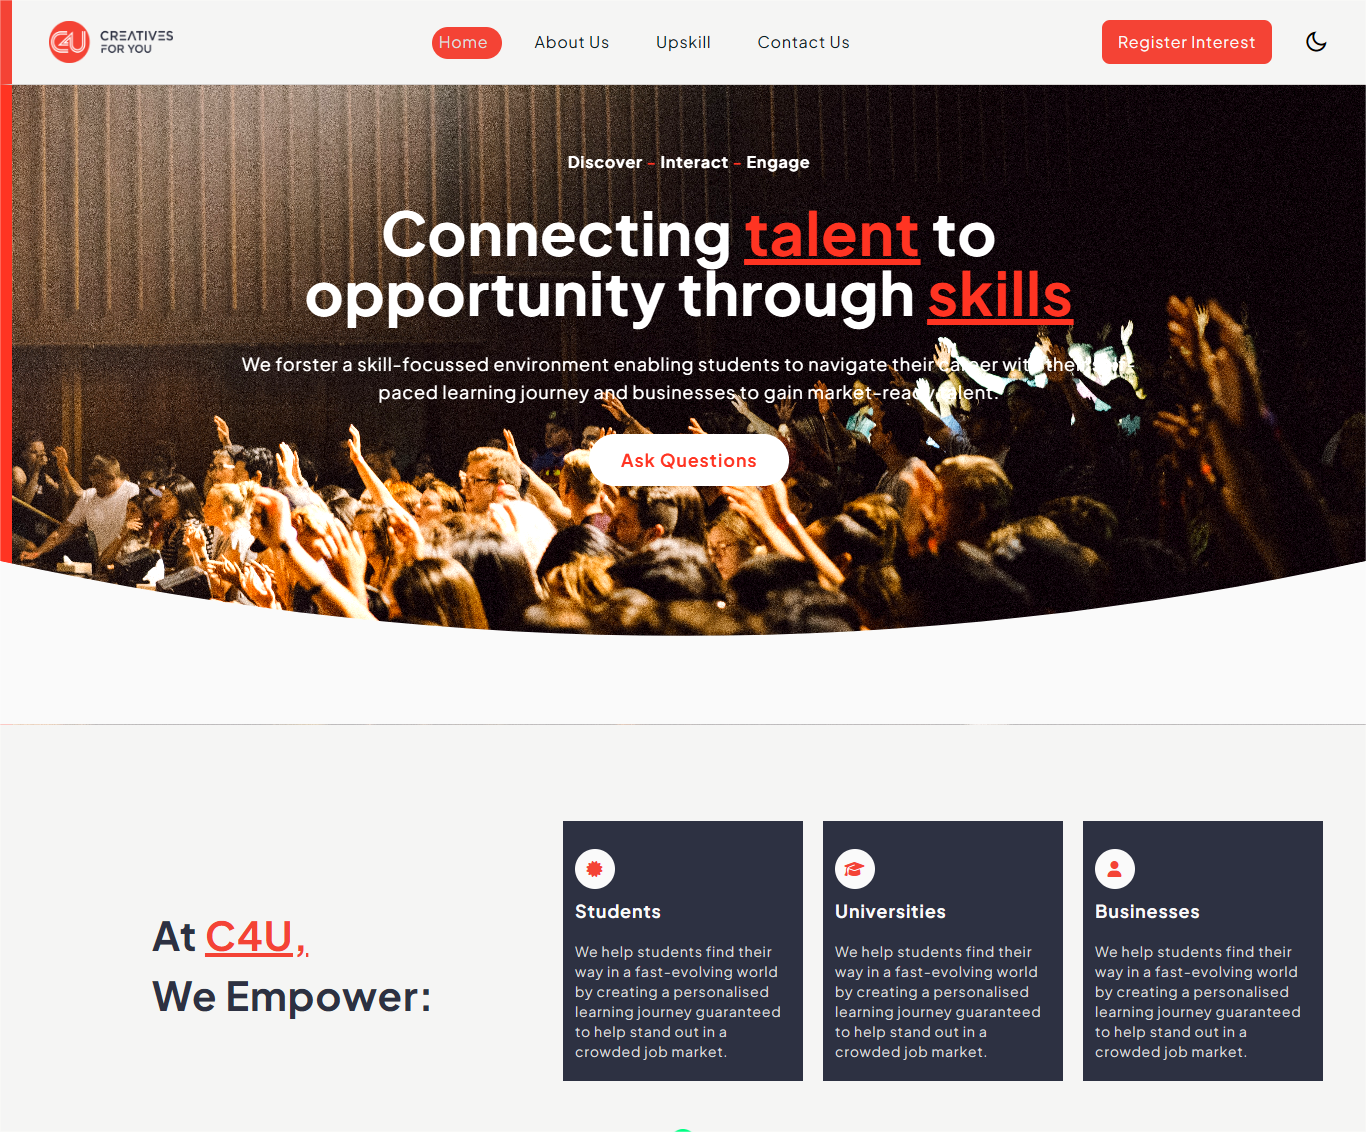 C4U CREATIVES
FOR YOU
Home About Us Upskill Contact Us Register Interest
Discover - Interact - Engage
Connecting talent to
opportunity through skills
We forster a skill-focussed environment enabling students to navigate their career with their self-
paced learning journey and businesses to gain market-ready talent.
Ask Questions
At C4U,
We Empower:
Students
We help students find their
way in a fast-evolving world
by creating a personalised
learning journey guaranteed
to help stand out in a
crowded job market.
Universities
We help students find their
way in a fast-evolving world
by creating a personalised
learning journey guaranteed
to help stand out in a
crowded job market.
Businesses
We help students find their
way in a fast-evolving world
by creating a personalised
learning journey guaranteed
to help stand out in a
crowded job market.